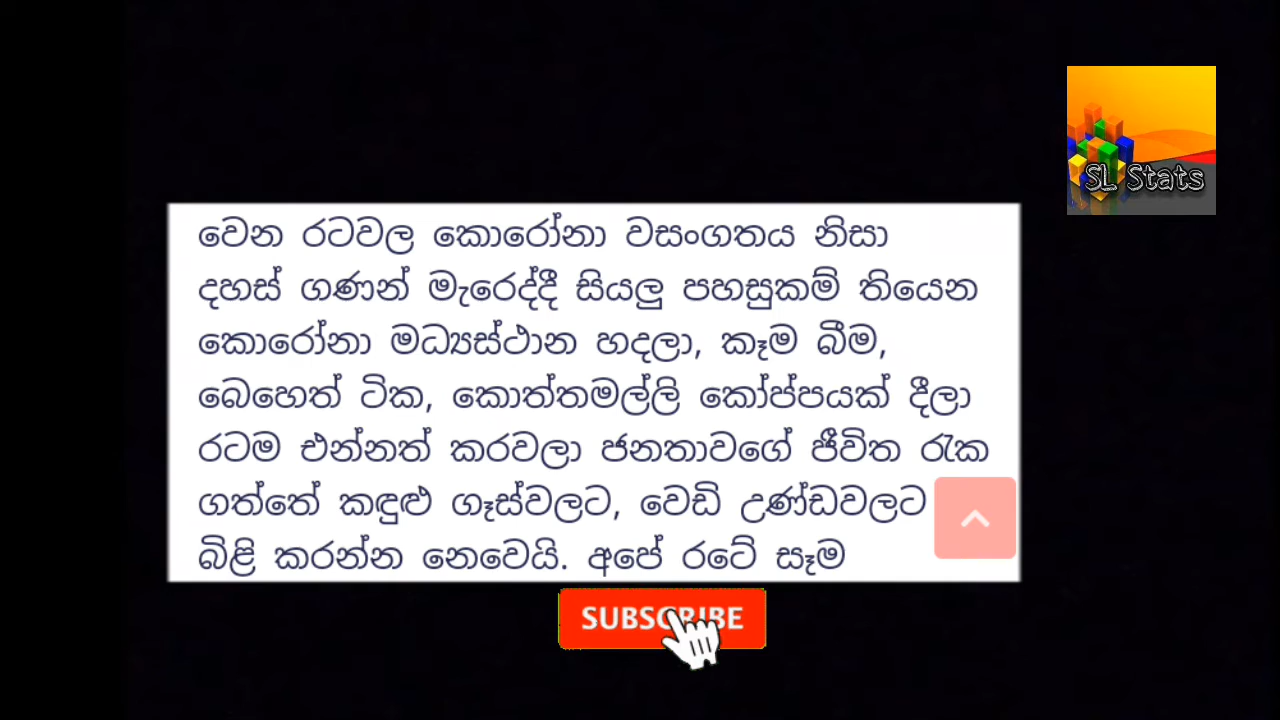 SL Stats
වෙන රටවල කොරෝනා වසංගතය නිසා
දහස් ගණන් මැරෙද්දී සියලු පහසුකම් තියෙන
කොරෝනා මධ්‍යස්ථාන හදලා, කෑම බීම,
බෙහෙත් ටික, කොත්තමල්ලි කෝප්පයක් දීලා
රටම එන්නත් කරවලා ජනතාවගේ ජීවිත රැක
ගත්තේ කඳුළු ගෑස්වලට, වෙඩි උණ්ඩවලට
බිළි කරන්න නෙවෙයි. අපේ රටේ සෑම
SUBSCRIBE